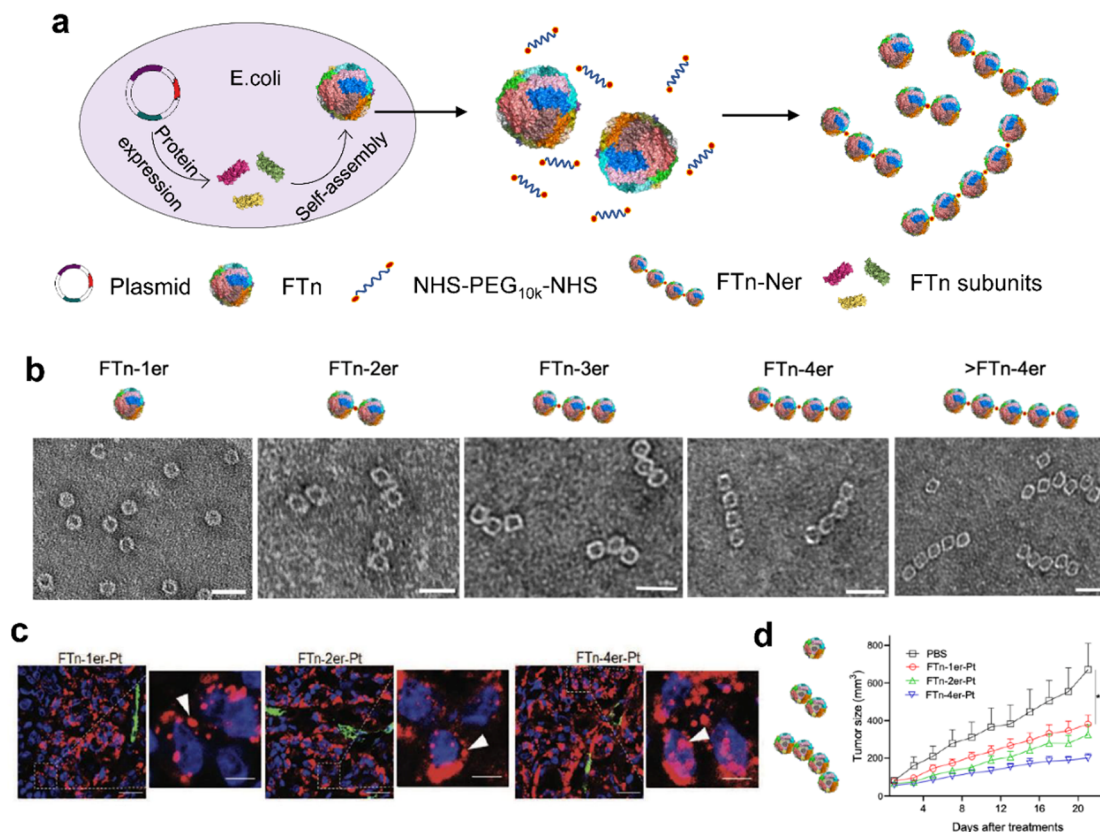 a
E.coli
Protein
expression
Self-assembly
Plasmid
FTn
NHS-PEG10k-NHS
FTn-Ner
FTn subunits
b
FTn-1er
FTn-2er
FTn-3er
FTn-4er
>FTn-4er
c
FTn-1er-Pt
FTn-2er-Pt
FTn-4er-Pt
d
Tumor size (mm3)
800
600
400
200
0
PBS
FTn-1er-Pt
FTn-2er-Pt
FTn-4er-Pt
4
8
12
16
20
Days after treatments